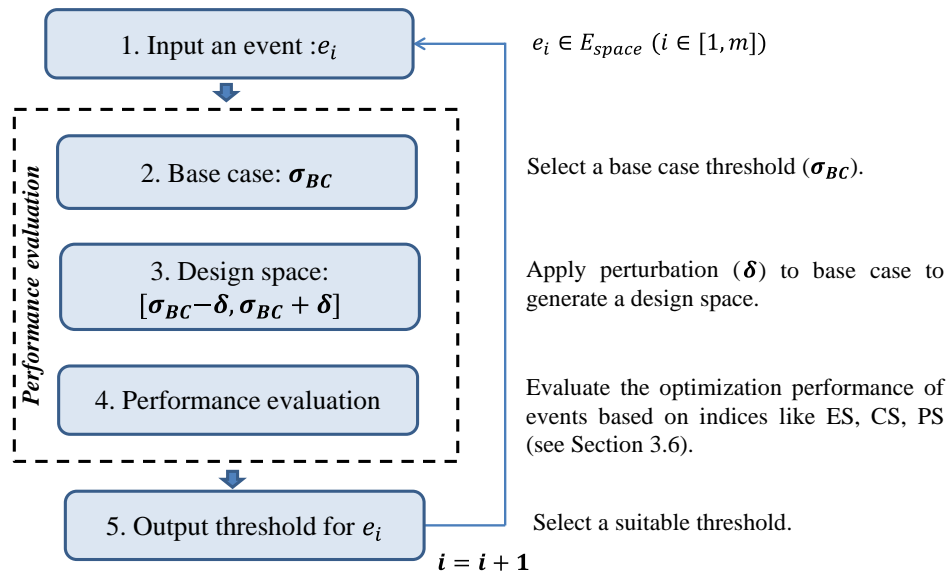 1. Input an event :e_i
e_i ∈ E_space (i ∈ [1, m])
Performance evaluation
2. Base case: σ_BC
Select a base case threshold (σ_BC).
3. Design space:
[σ_BC−δ, σ_BC + δ]
Apply perturbation (δ) to base case to
generate a design space.
4. Performance evaluation
Evaluate the optimization performance of
events based on indices like ES, CS, PS
(see Section 3.6).
5. Output threshold for e_i
Select a suitable threshold.
i = i + 1